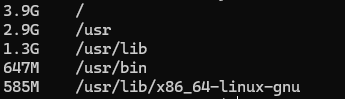 3.9G    /
2.9G    /usr
1.3G    /usr/lib
647M    /usr/bin
585M    /usr/lib/x86_64-linux-gnu